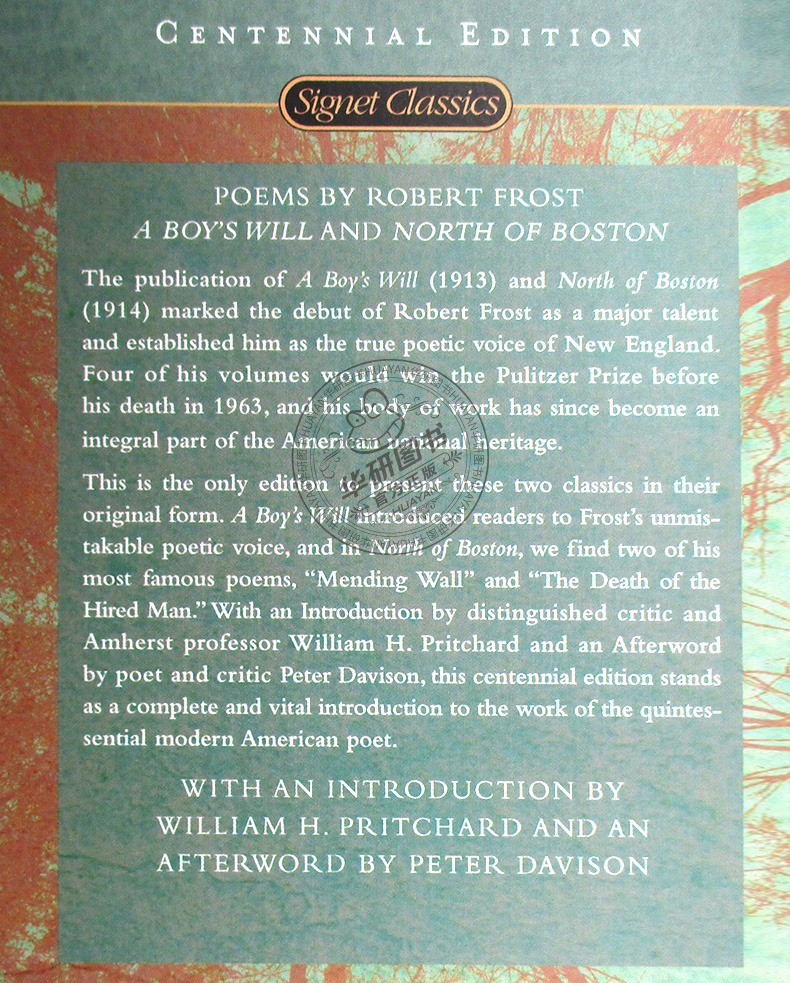 CENTENNIAL EDITION
Signet Classics
POEMS BY ROBERT FROST
A BOY'S WILL AND NORTH OF BOSTON
The publication of A Boy's Will (1913) and North of Boston
(1914) marked the debut of Robert Frost as a major talent
and established him as the true poetic voice of New England.
Four of his volumes would win the Pulitzer Prize before
his death in 1963, and his body of work has since become an
integral part of the American national heritage.
This is the only edition to present these two classics in their
original form. A Boy's Will introduced readers to Frost's unmis-
takable poetic voice, and in North of Boston, we find two of his
most famous poems, “Mending Wall” and “The Death of the
Hired Man.” With an Introduction by distinguished critic and
Amherst professor William H. Pritchard and an Afterword
by poet and critic Peter Davison, this centennial edition stands
as a complete and vital introduction to the work of the quintes-
sential modern American poet.
WITH AN INTRODUCTION BY
WILLIAM H. PRITCHARD AND AN
AFTERWORD BY PETER DAVISON
华研图书